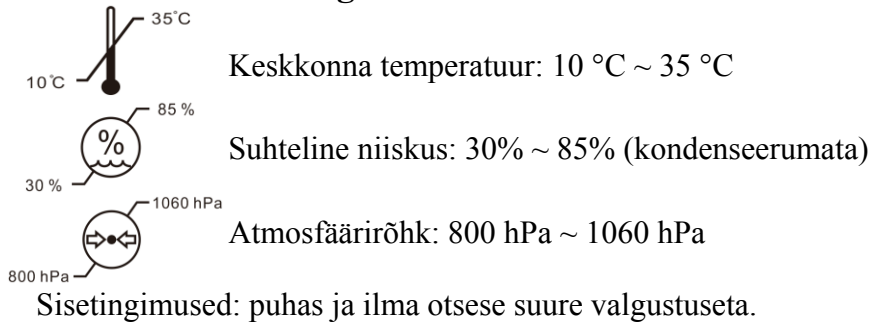 35°C
10°C
Keskkonna temperatuur: 10 °C ~ 35 °C
85 %
%
30 %
Suhteline niiskus: 30% ~ 85% (kondenseerumata)
1060 hPa
800 hPa
Atmosfäärirõhk: 800 hPa ~ 1060 hPa
Sisetingimused: puhas ja ilma otsese suure valgustuseta.